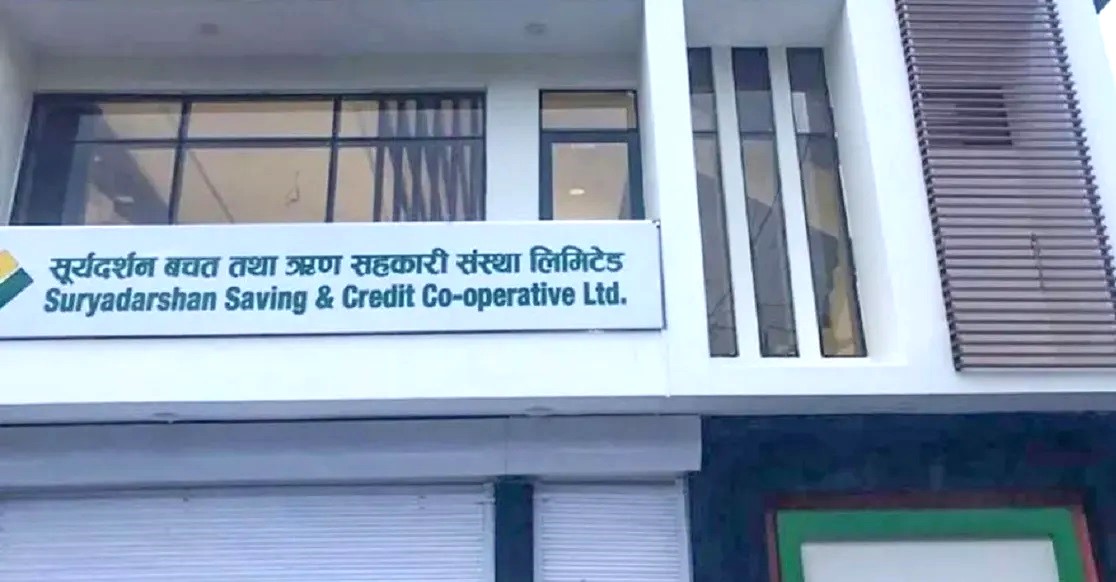 सूर्यदर्शन बचत तथा ऋण सहकारी संस्था लिमिटेड
Suryadarshan Saving & Credit Co-operative Ltd.